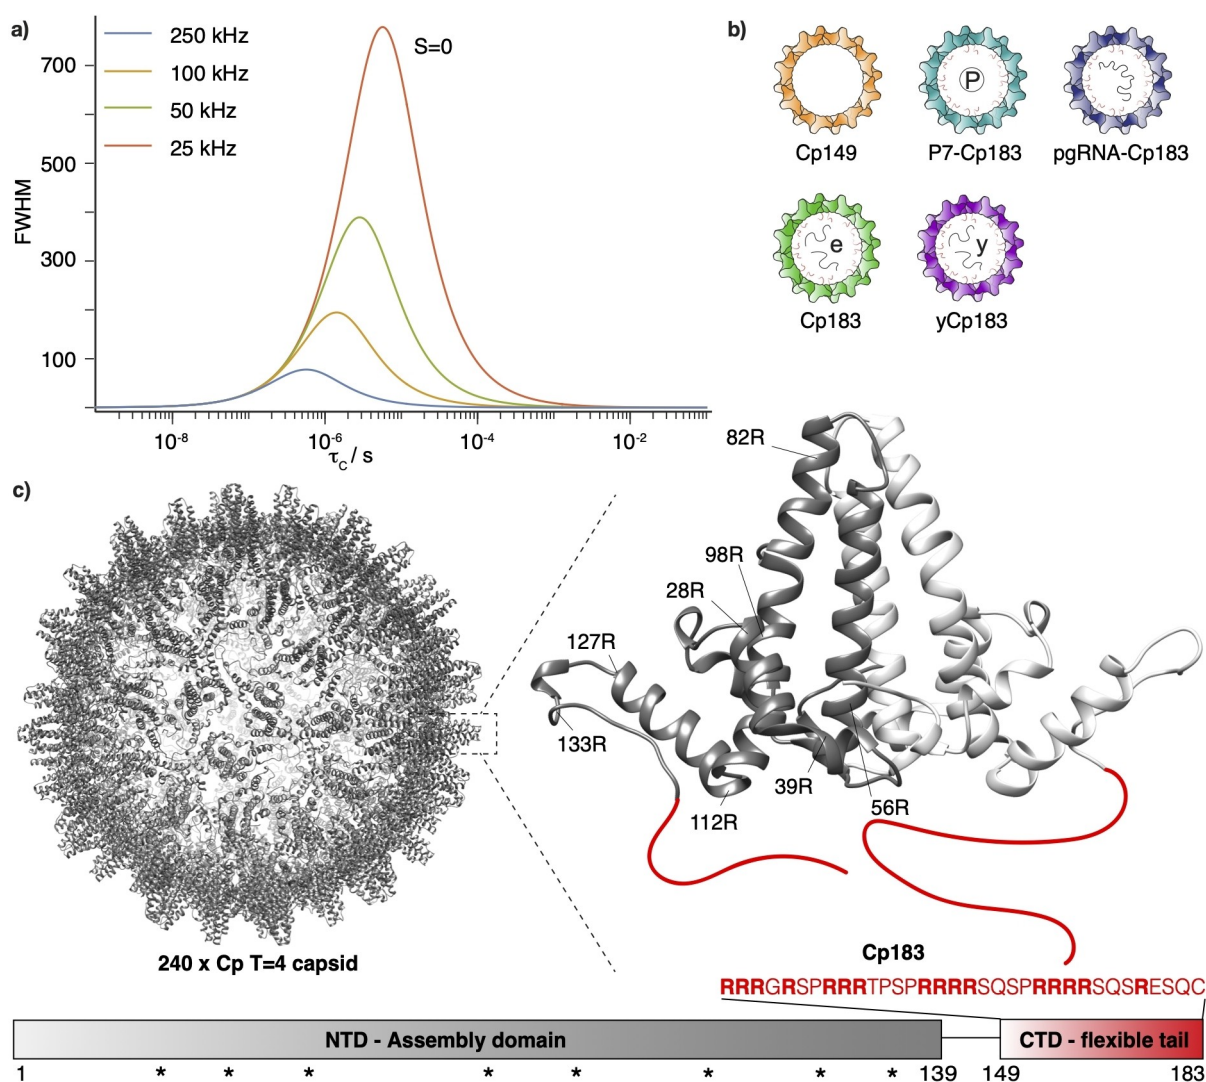 a)
250 kHz
100 kHz
50 kHz
25 kHz
S=0
700
500
300
100
FWHM
10-8
10-6
10-4
10-2
τC / s
b)
Cp149
P
P7-Cp183
pgRNA-Cp183
e
Cp183
y
yCp183
c)
240 x Cp T=4 capsid
82R
98R
28R
127R
133R
112R
39R
56R
Cp183
RRRGRSPRRRTPSPRRRRSQSPRRRRSQSRESQC
NTD - Assembly domain
CTD - flexible tail
1 * * * * * * * * 139 149 183